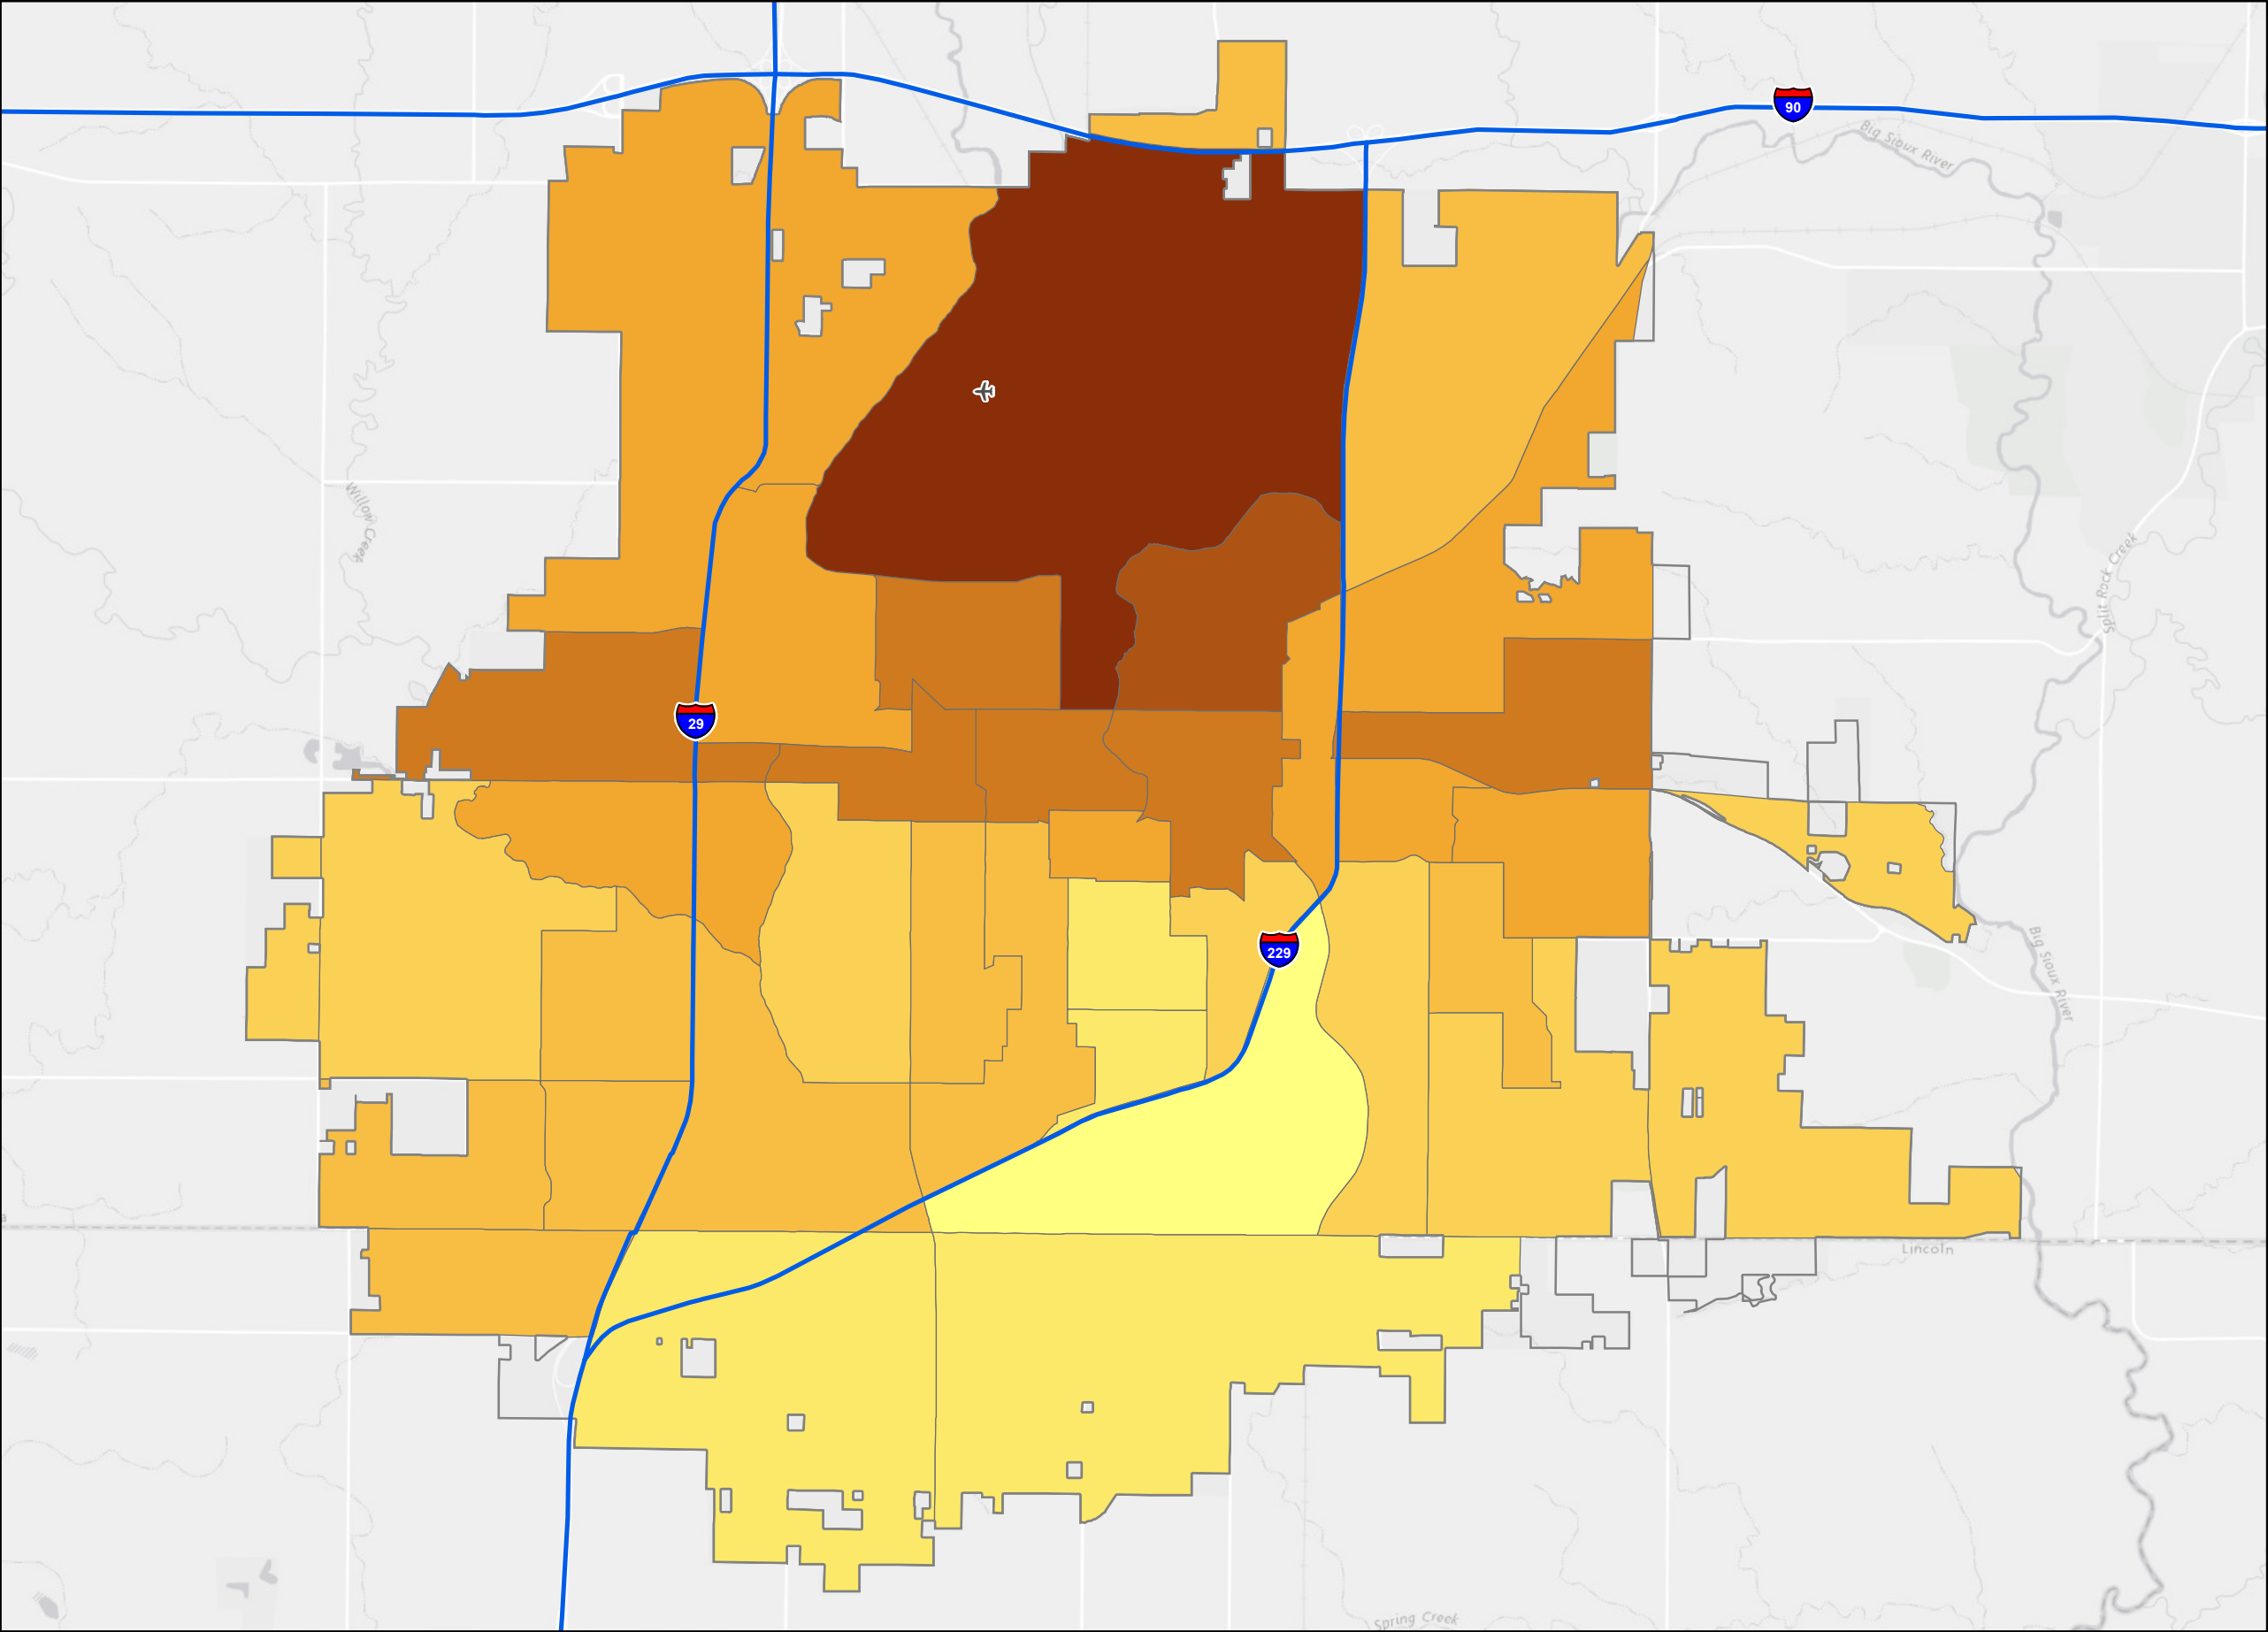 90
Big Sioux River
Willow Creek
Split Rock Creek
29
229
Big Sioux River
Lincoln
Spring Creek